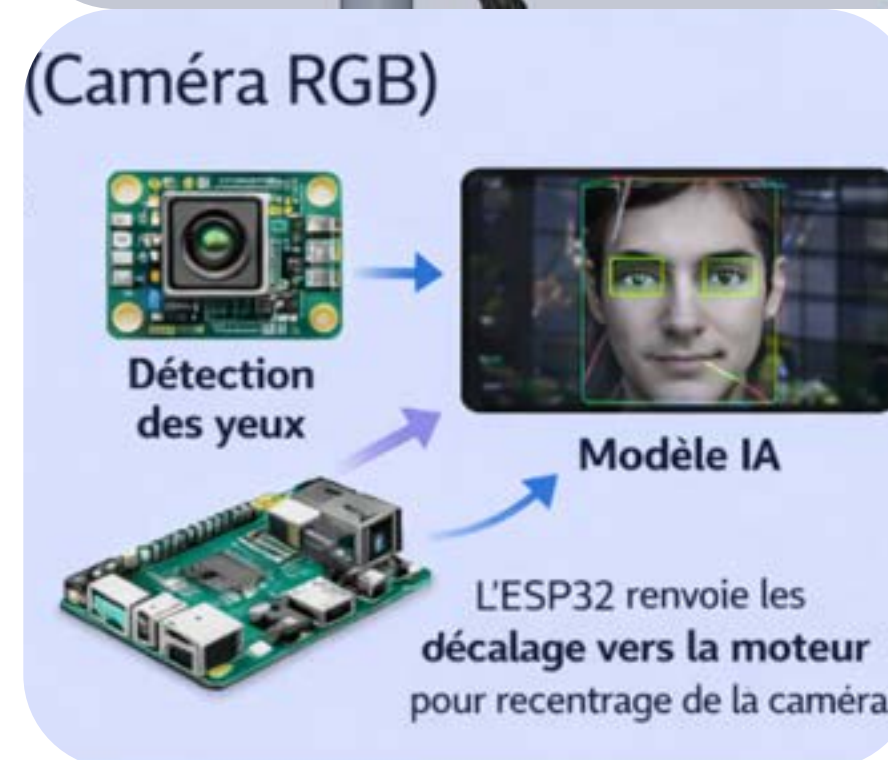 (Caméra RGB)
Détection
des yeux
Modèle IA
L'ESP32 renvoie les
décalage vers la moteur
pour recentrage de la caméra